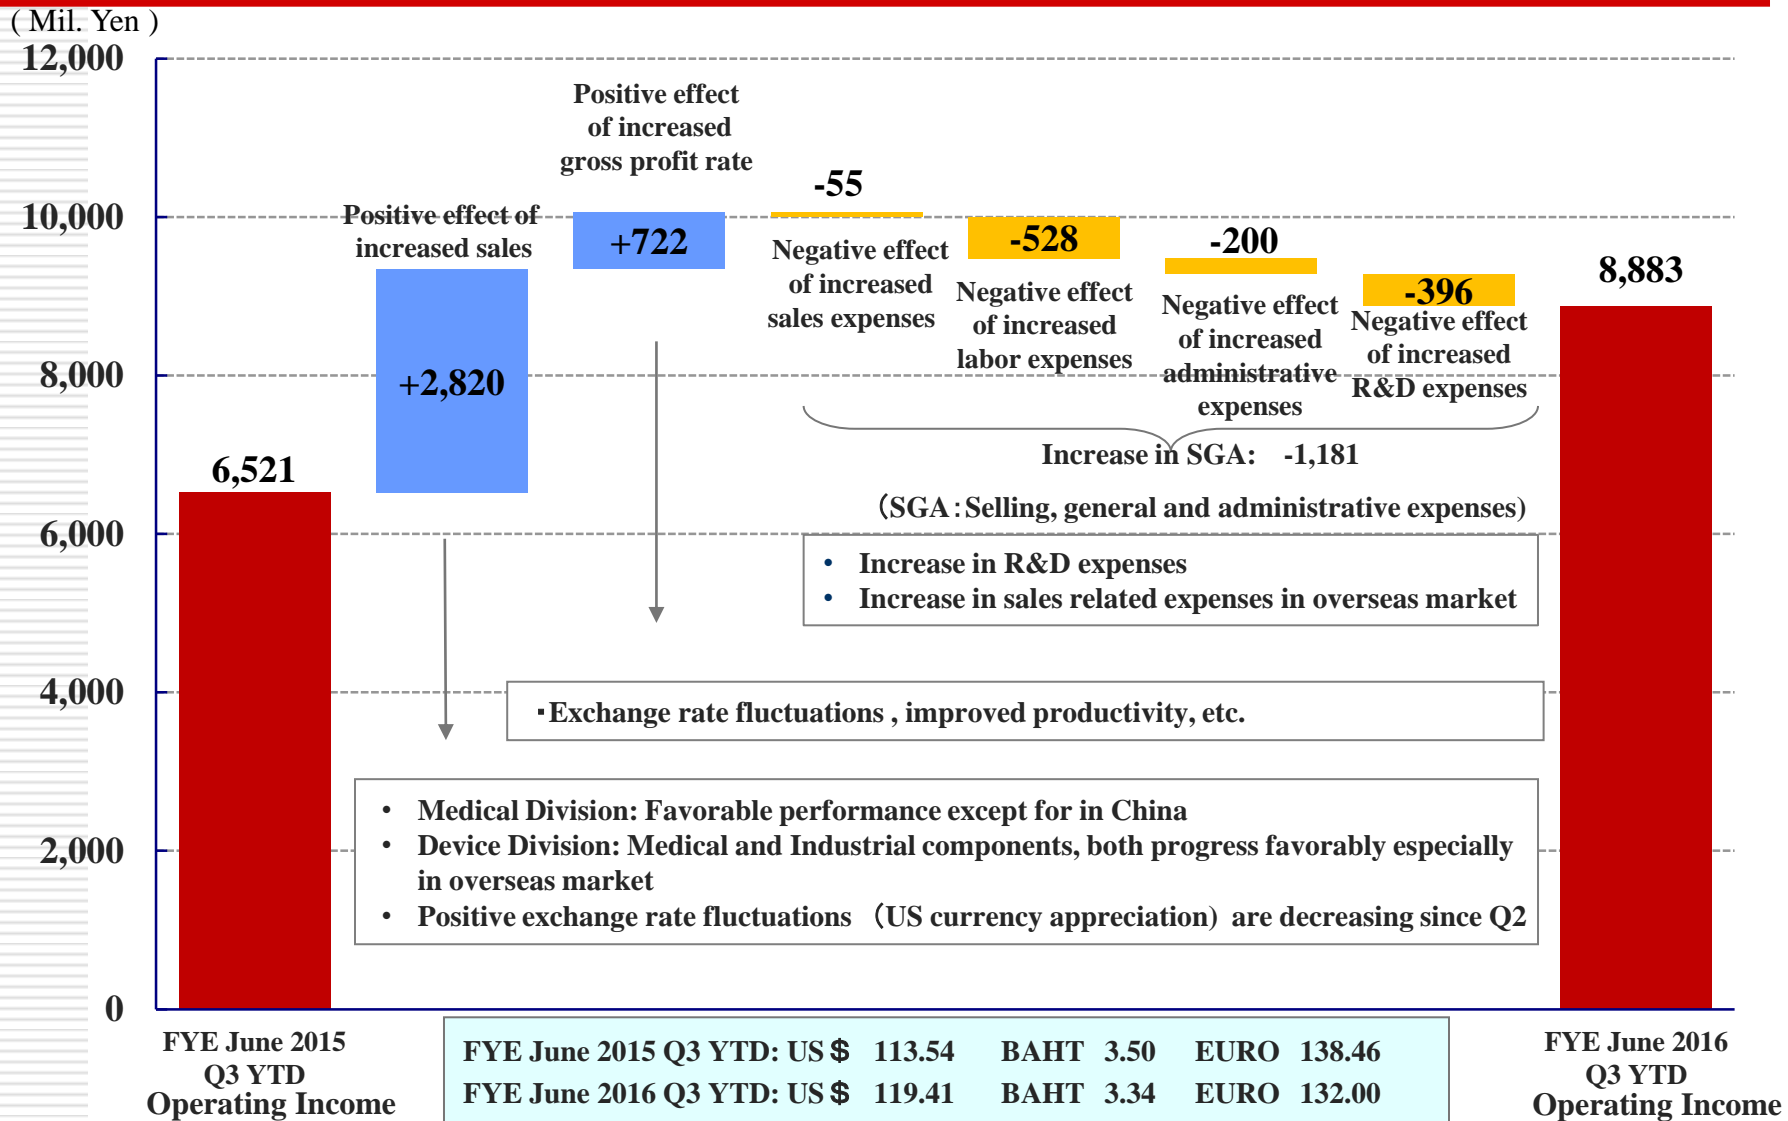 ( Mil. Yen )
12,000
10,000
8,000
6,000
4,000
2,000
0
6,521
Positive effect of
increased sales
+2,820
Positive effect
of increased
gross profit rate
+722
-55
Negative effect
of increased
sales expenses
-528
Negative effect
of increased
labor expenses
-200
Negative effect
of increased
administrative
expenses
-396
Negative effect
of increased
R&D expenses
8,883
Increase in SGA: -1,181
（SGA：Selling, general and administrative expenses)
• Increase in R&D expenses
• Increase in sales related expenses in overseas market
・Exchange rate fluctuations , improved productivity, etc.
• Medical Division: Favorable performance except for in China
• Device Division: Medical and Industrial components, both progress favorably especially
in overseas market
• Positive exchange rate fluctuations （US currency appreciation) are decreasing since Q2
FYE June 2015
Q3 YTD
Operating Income
FYE June 2015 Q3 YTD: US＄ 113.54 BAHT 3.50 EURO 138.46
FYE June 2016 Q3 YTD: US＄ 119.41 BAHT 3.34 EURO 132.00
FYE June 2016
Q3 YTD
Operating Income